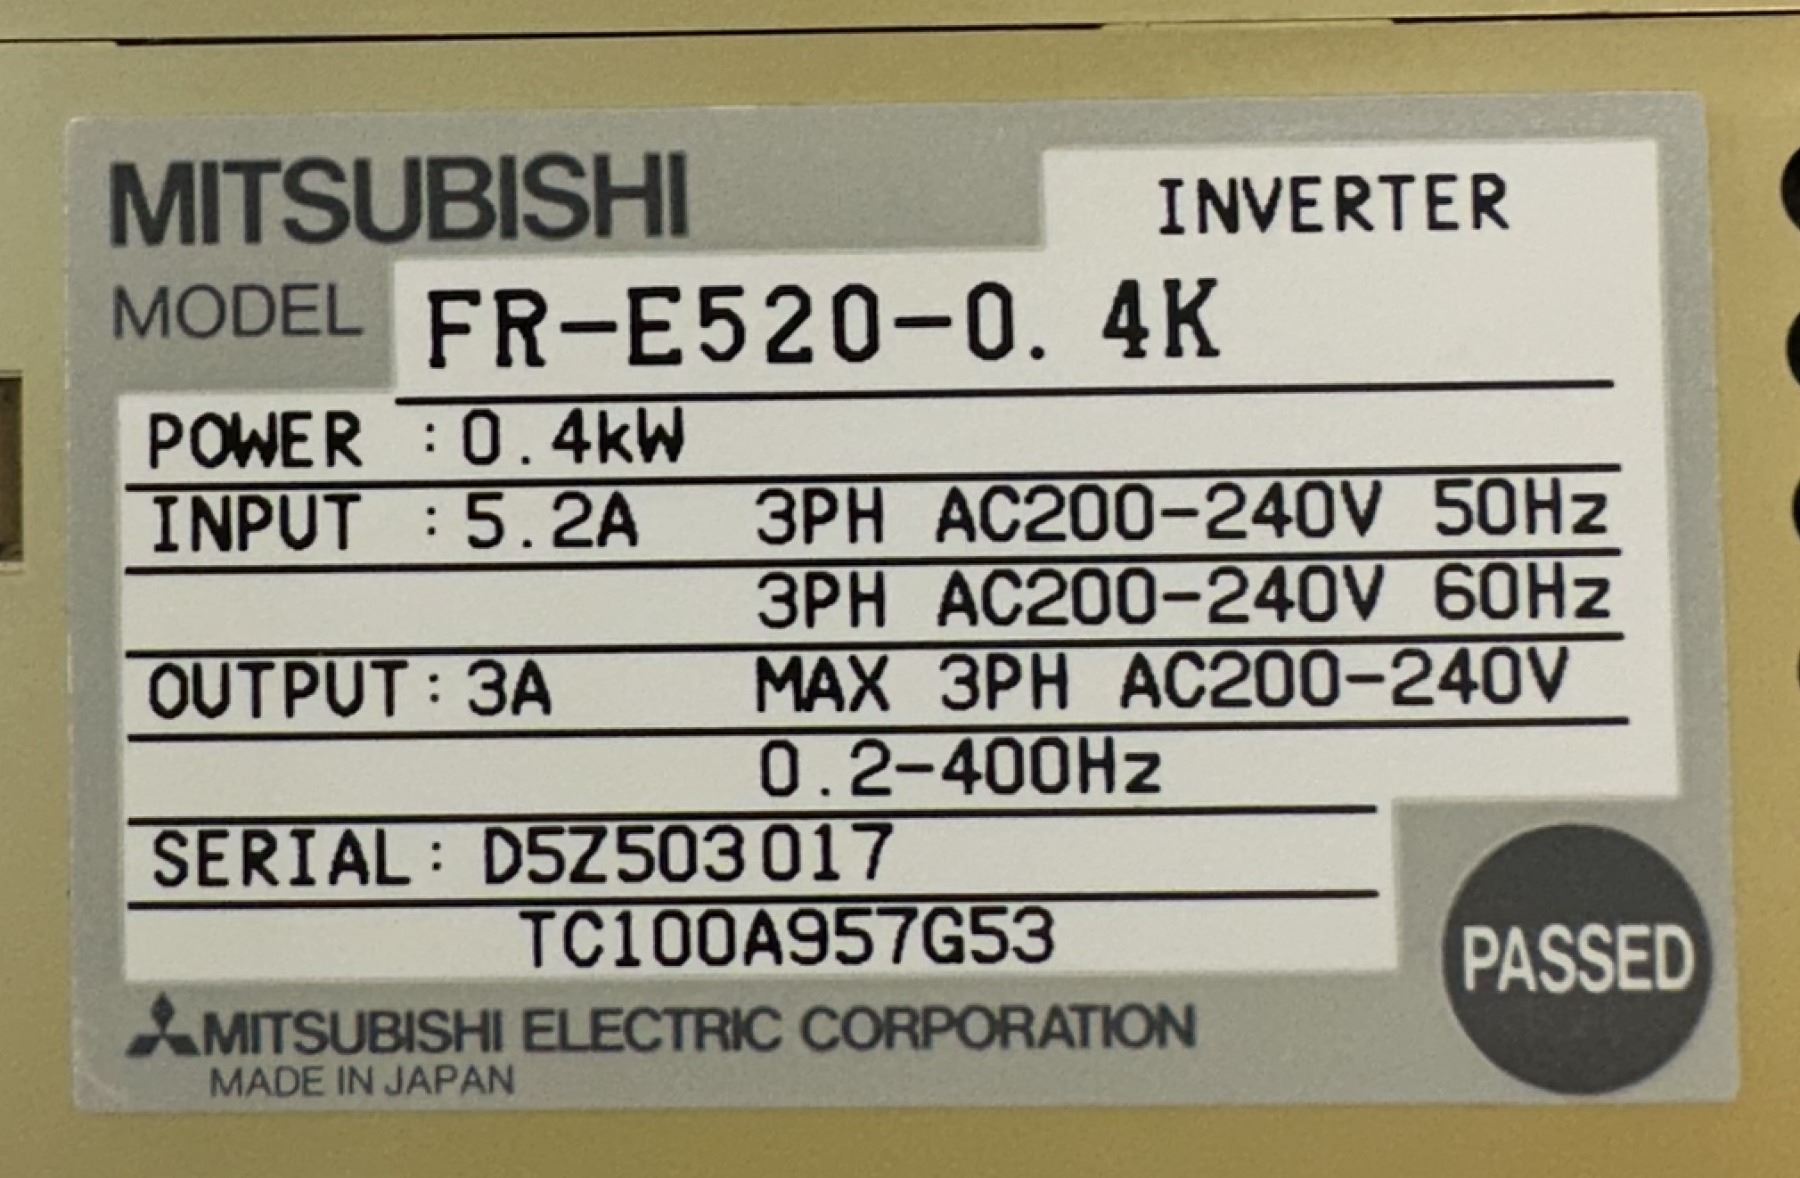 MITSUBISHI
INVERTER
MODEL FR-E520-0.4K
POWER : 0.4kW
INPUT : 5.2A 3PH AC200-240V 50Hz
3PH AC200-240V 60Hz
OUTPUT : 3A MAX 3PH AC200-240V
0.2-400Hz
SERIAL : D5Z503017
TC100A957G53
PASSED
MITSUBISHI ELECTRIC CORPORATION
MADE IN JAPAN